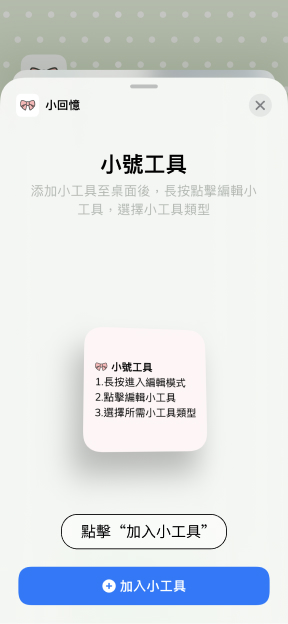 小回憶
小號工具
添加小工具至桌面後，長按點擊編輯小
工具，選擇小工具類型
小號工具
1.長按進入編輯模式
2.點擊編輯小工具
3.選擇所需小工具類型
點擊“加入小工具”
加入小工具